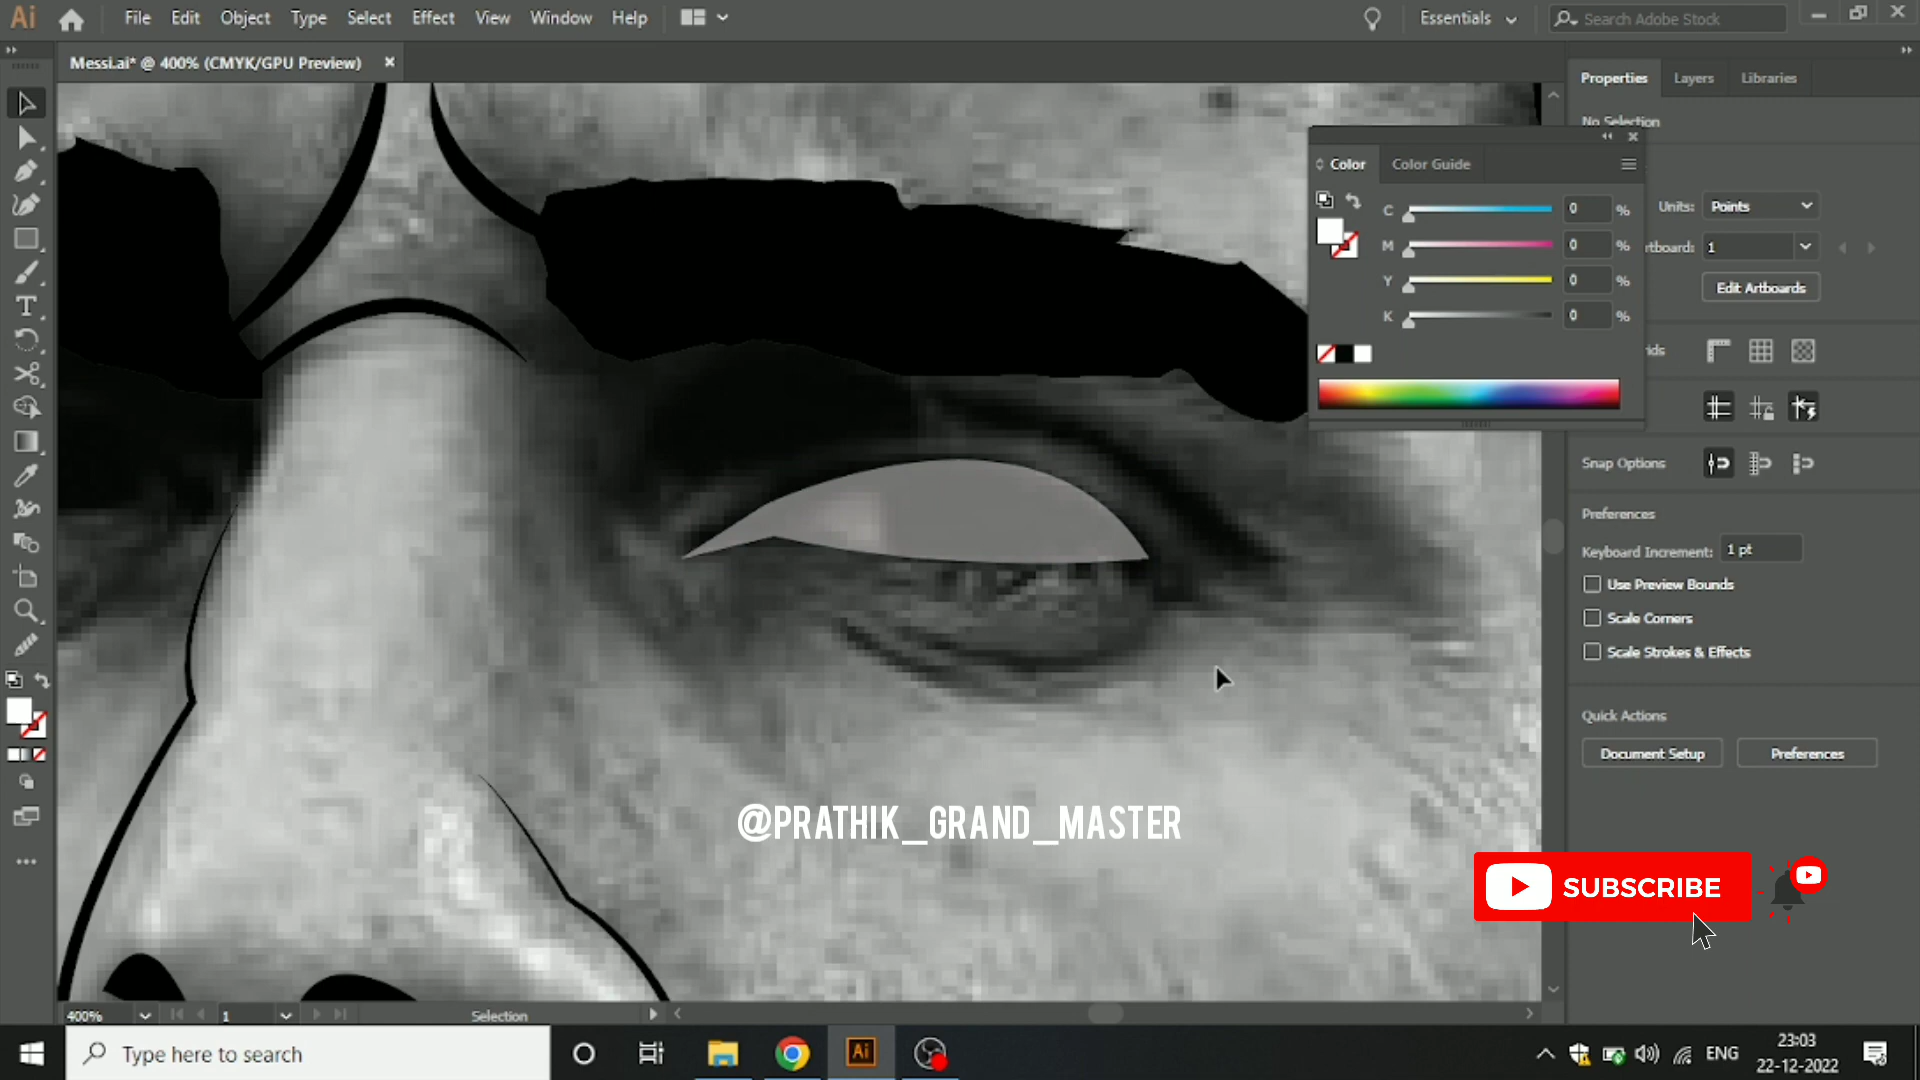 Ai File Edit Object Type Select Effect View Window Help Essentials Search Adobe Stock
Messi.ai* @ 400% (CMYK/GPU Preview) ×
Properties Layers Libraries
No Selection
Color Color Guide
C 0 %
M 0 %
Y 0 %
K 0 %
Units: Points
rtboard: 1
Edit Artboards
ids
Snap Options
Preferences
Keyboard Increment: 1 pt
Use Preview Bounds
Scale Corners
Scale Strokes & Effects
Quick Actions
Document Setup Preferences
@PRATHIK_GRAND_MASTER
SUBSCRIBE
400% 1 Selection
Type here to search
Ai
ENG
23:03
22-12-2022